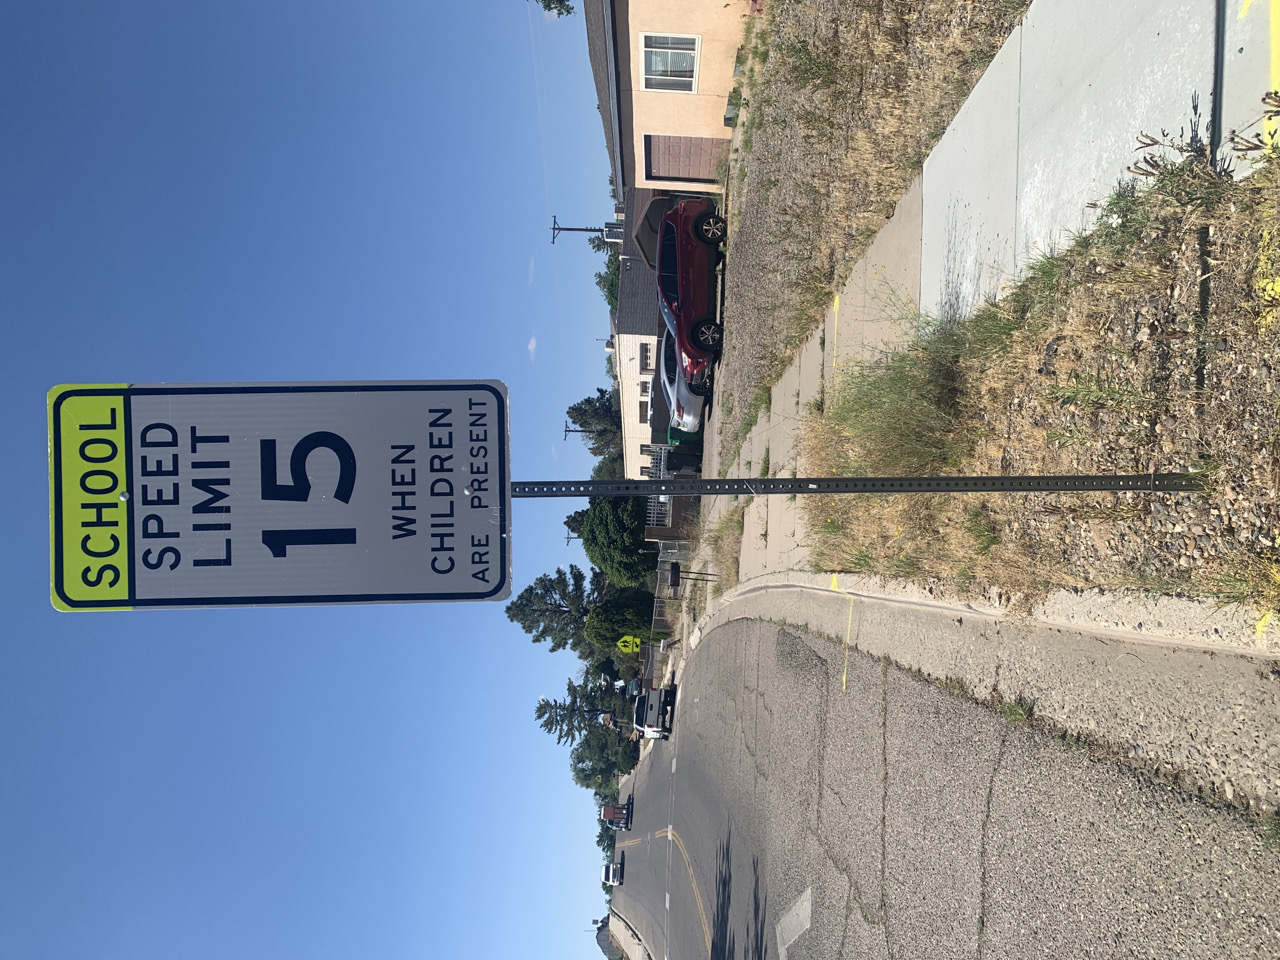 SCHOOL
SPEED
LIMIT
15
WHEN
CHILDREN
ARE PRESENT